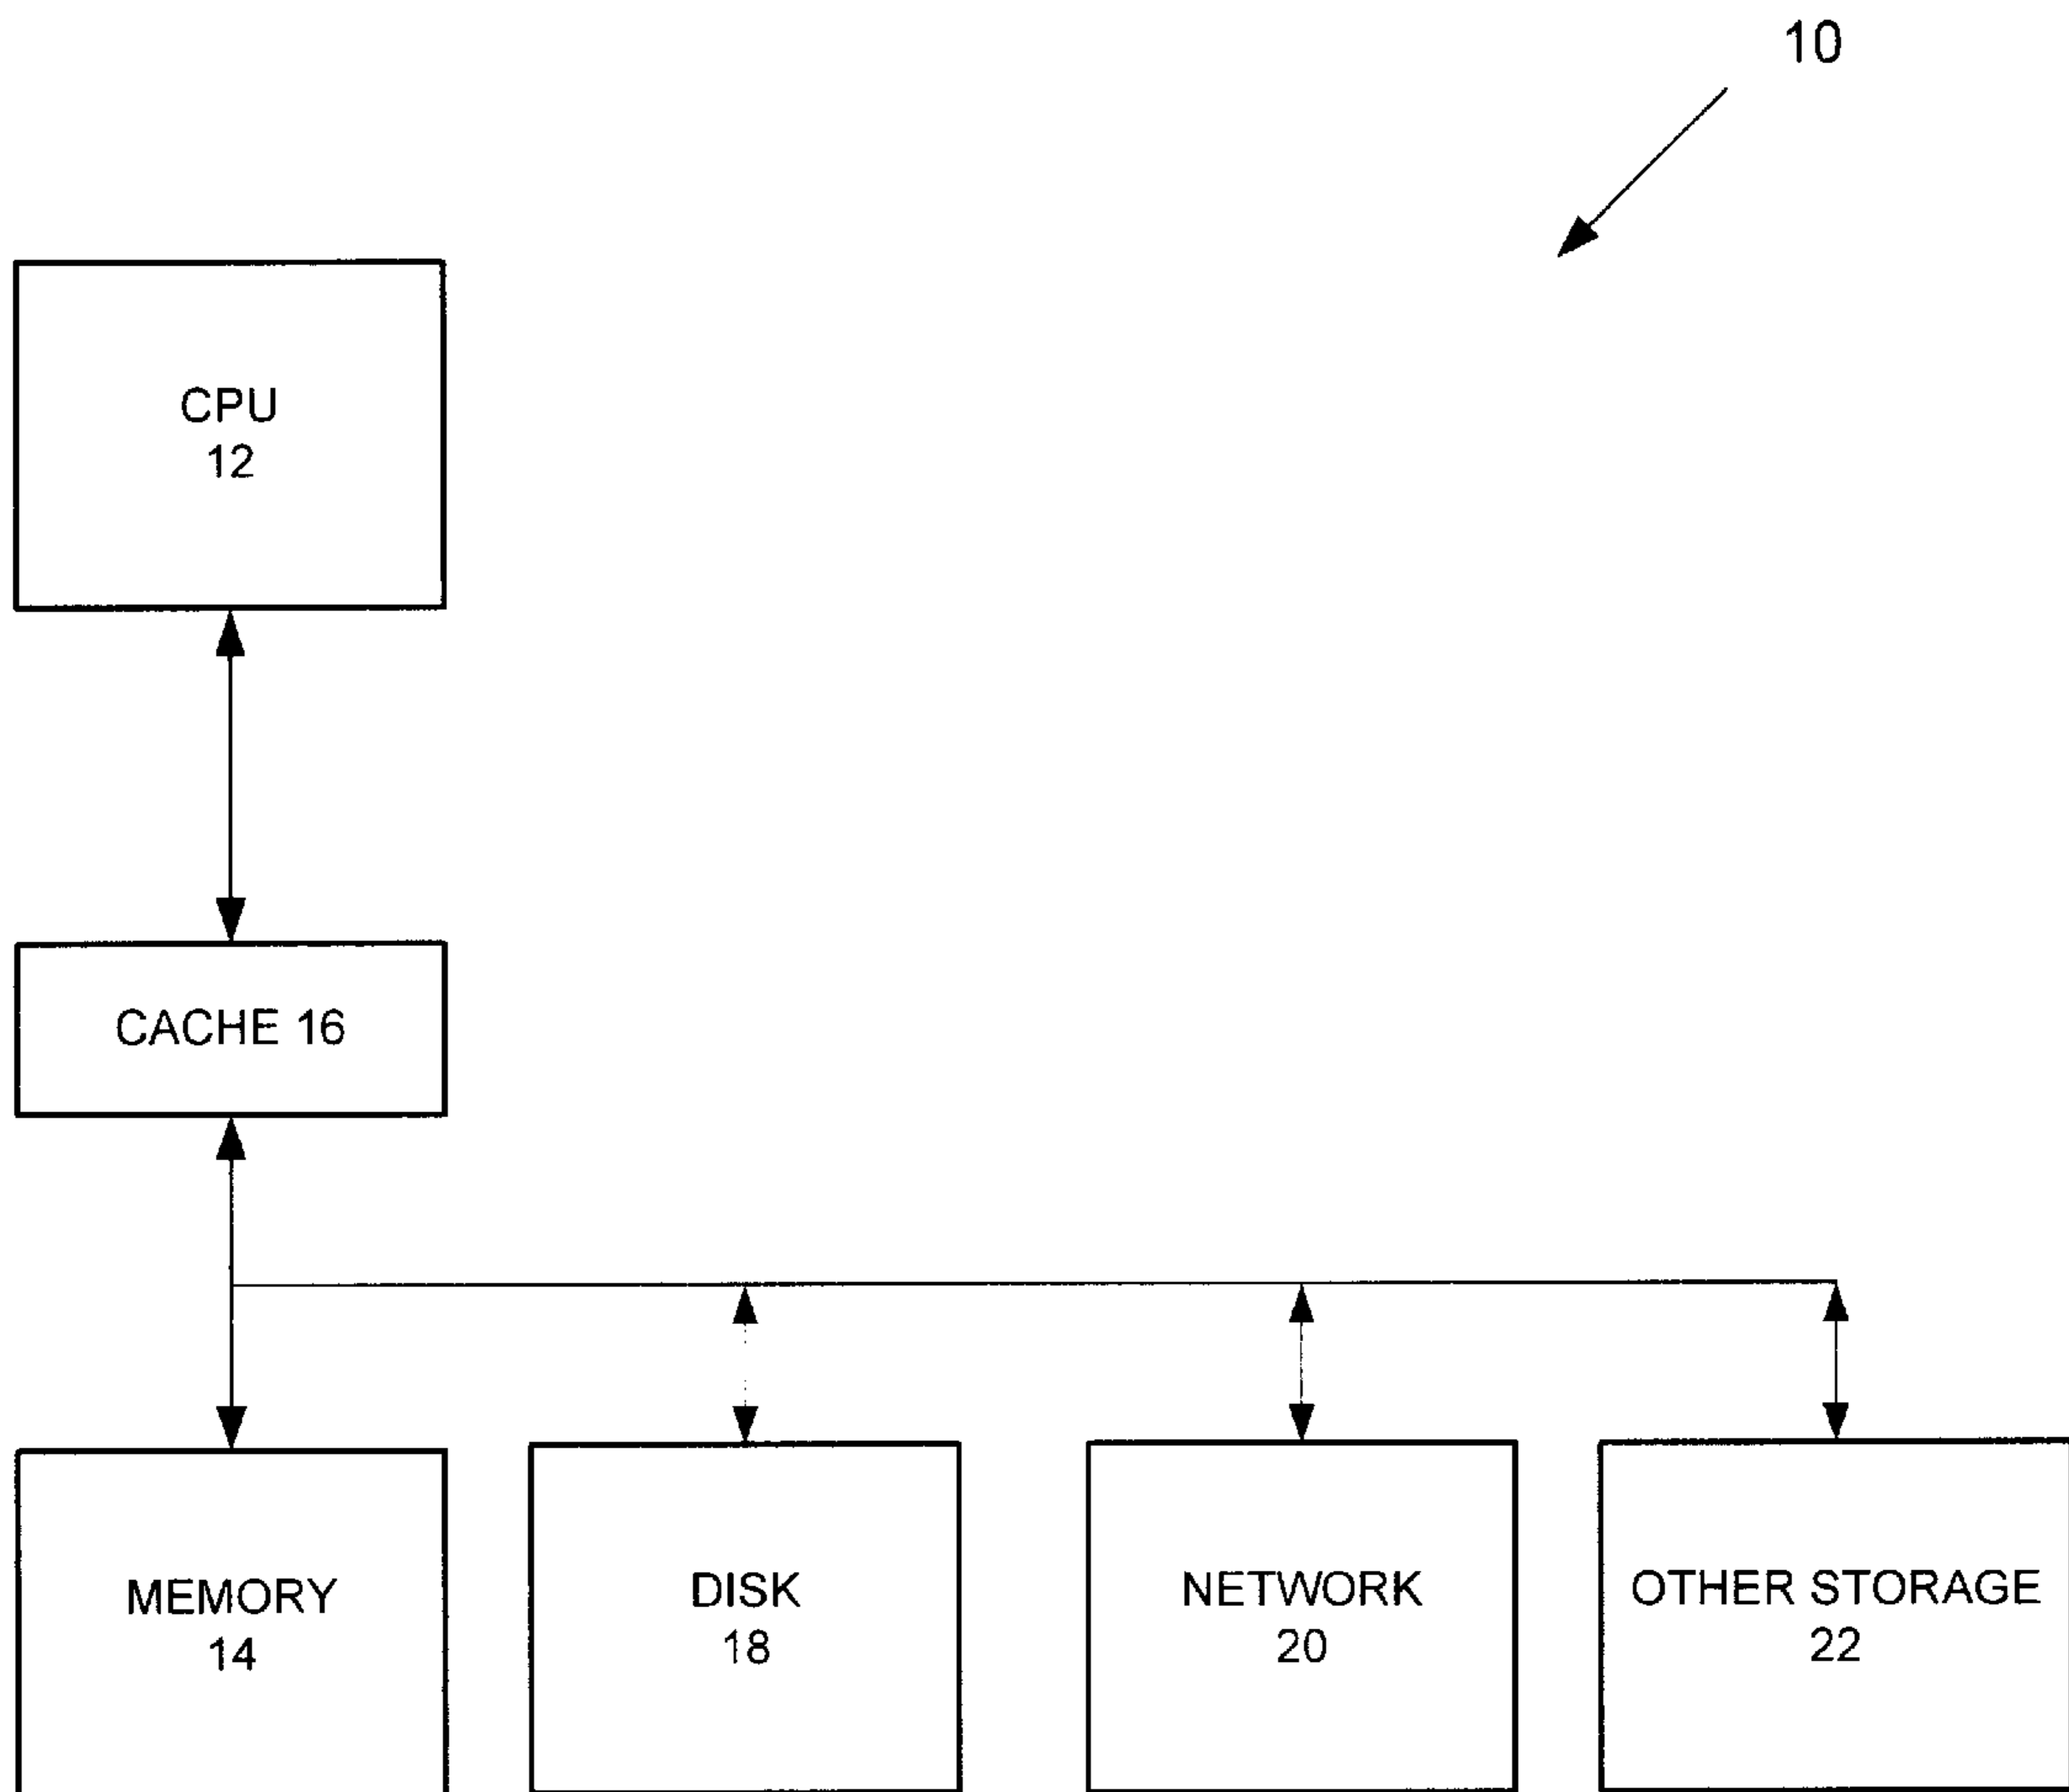 10
CPU
12
CACHE 16
MEMORY
14
DISK
18
NETWORK
20
OTHER STORAGE
22